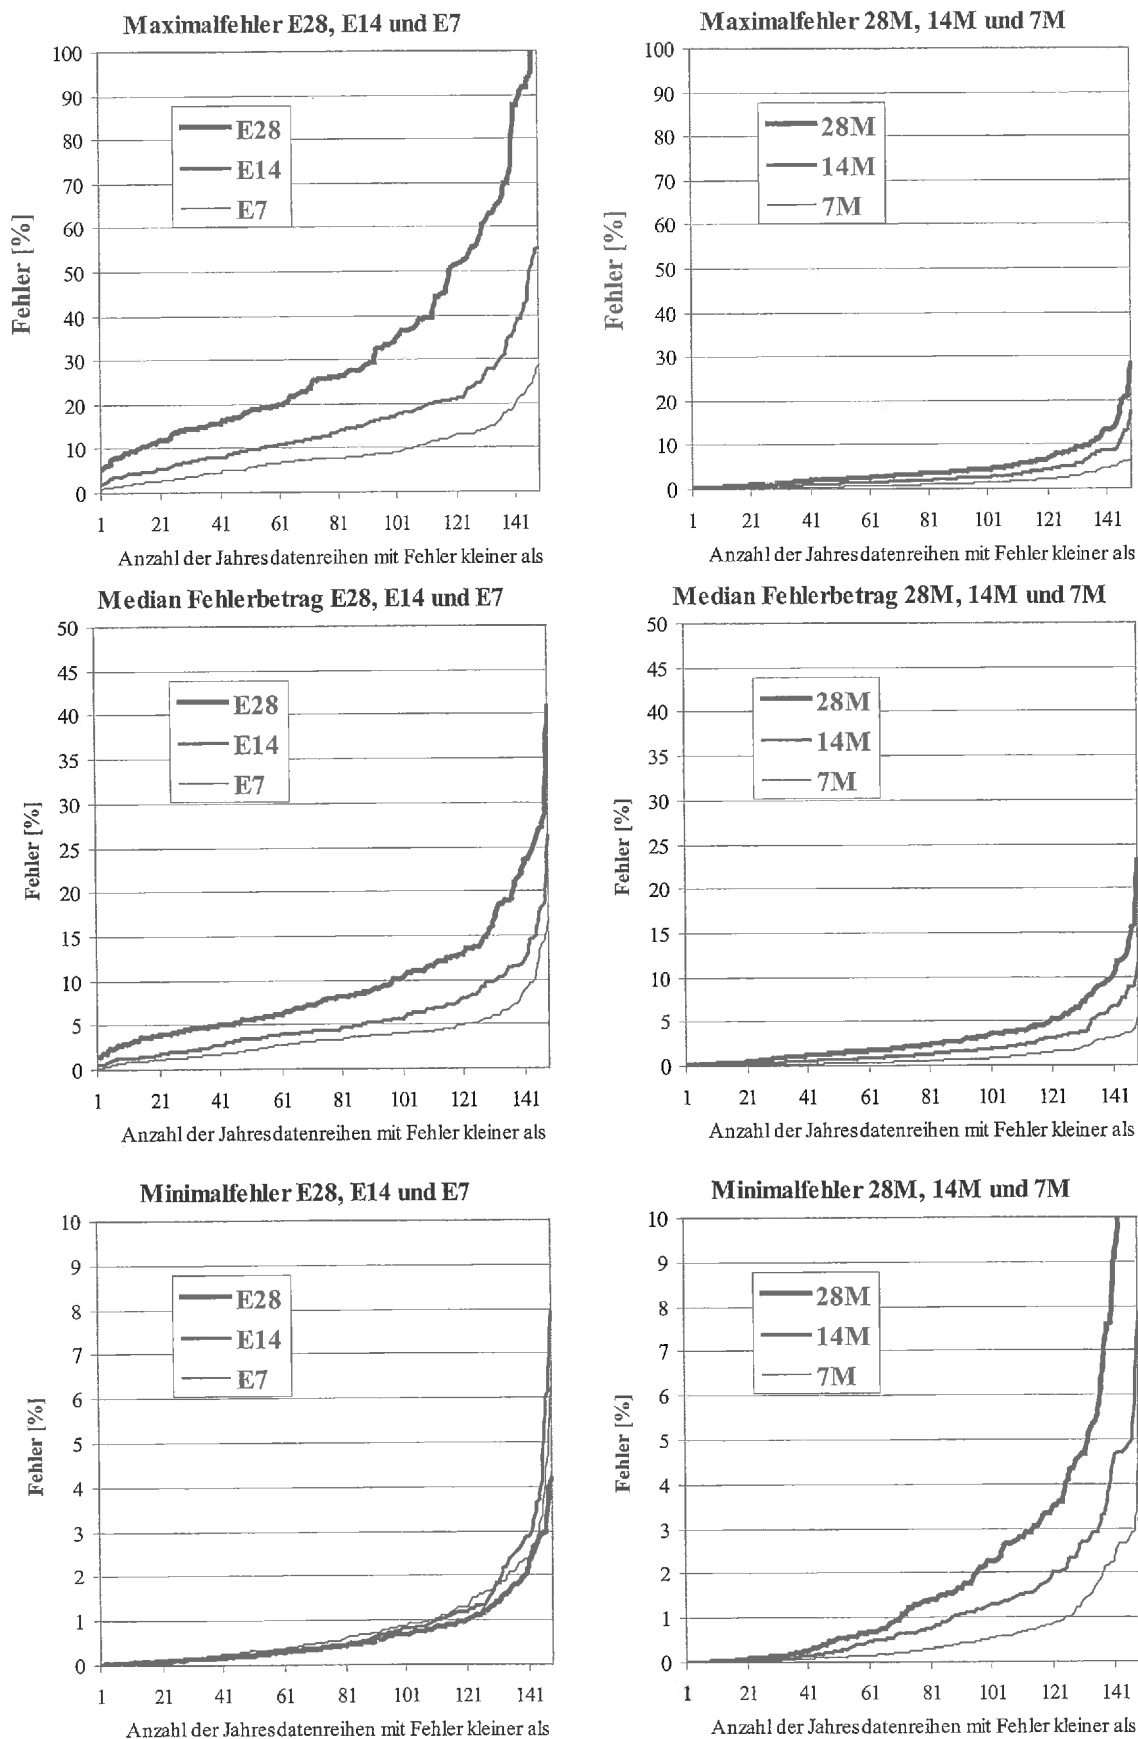 Maximalfehler E28, E14 und E7
100
90
80
70
60
50
40
30
20
10
0
Fehler [%]
E28
E14
E7
1 21 41 61 81 101 121 141
Anzahl der Jahresdatenreihen mit Fehler kleiner als
Maximalfehler 28M, 14M und 7M
100
90
80
70
60
50
40
30
20
10
0
Fehler [%]
28M
14M
7M
1 21 41 61 81 101 121 141
Anzahl der Jahresdatenreihen mit Fehler kleiner als
Median Fehlerbetrag E28, E14 und E7
50
45
40
35
30
25
20
15
10
5
0
Fehler [%]
E28
E14
E7
1 21 41 61 81 101 121 141
Anzahl der Jahresdatenreihen mit Fehler kleiner als
Median Fehlerbetrag 28M, 14M und 7M
50
45
40
35
30
25
20
15
10
5
0
Fehler [%]
28M
14M
7M
1 21 41 61 81 101 121 141
Anzahl der Jahresdatenreihen mit Fehler kleiner als
Minimalfehler E28, E14 und E7
10
9
8
7
6
5
4
3
2
1
0
Fehler [%]
E28
E14
E7
1 21 41 61 81 101 121 141
Anzahl der Jahresdatenreihen mit Fehler kleiner als
Minimalfehler 28M, 14M und 7M
10
9
8
7
6
5
4
3
2
1
0
Fehler [%]
28M
14M
7M
1 21 41 61 81 101 121 141
Anzahl der Jahresdatenreihen mit Fehler kleiner als